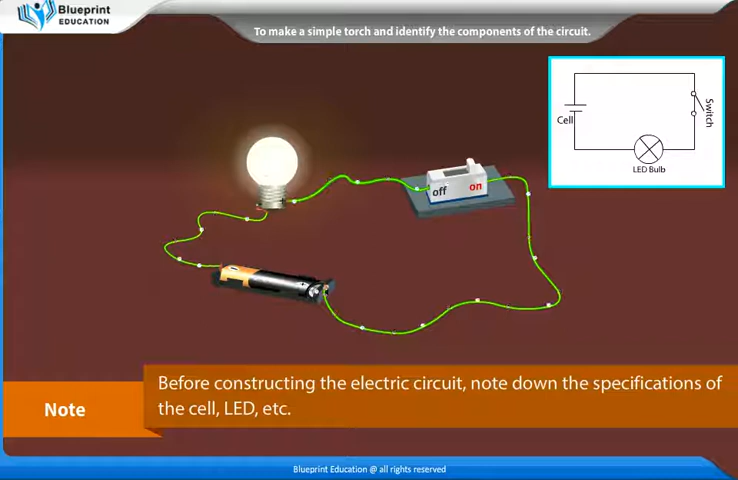 Blueprint
EDUCATION
To make a simple torch and identify the components of the circuit.
Cell
Switch
LED Bulb
off
on
Note
Before constructing the electric circuit, note down the specifications of
the cell, LED, etc.
Blueprint Education @ all rights reserved